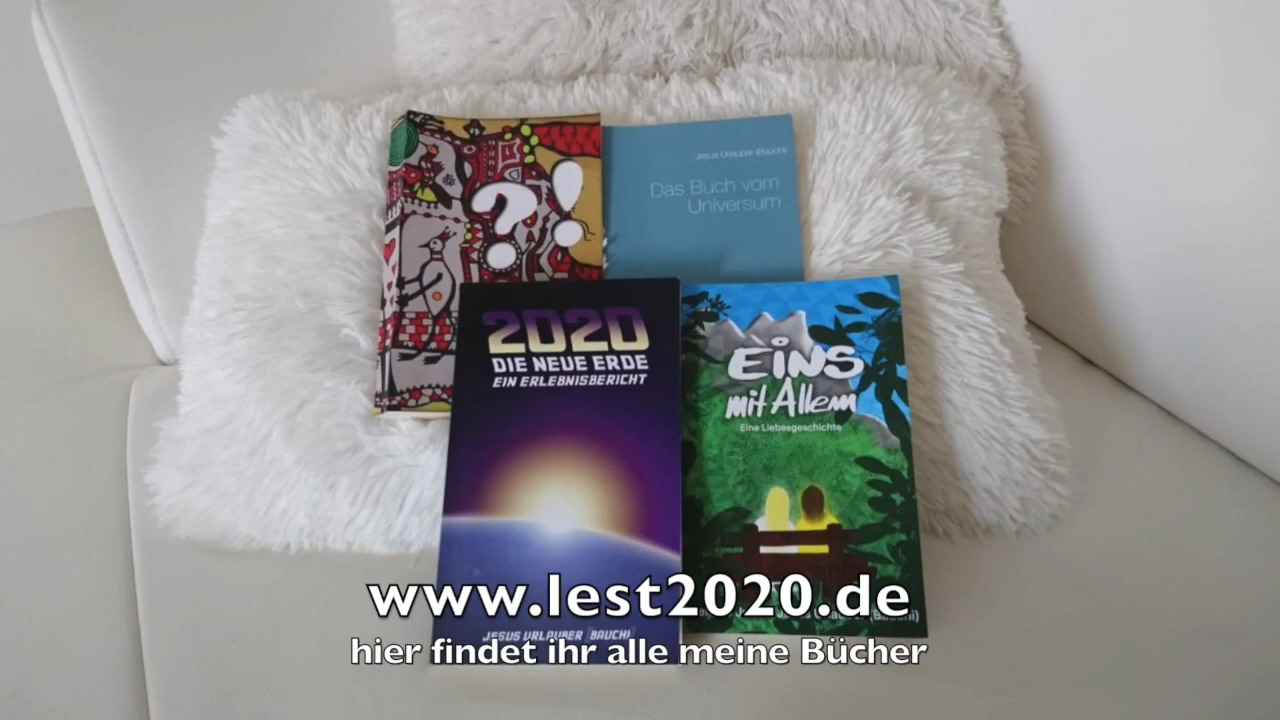 ?!
Jesus Urlauber (Bauchi)
Das Buch vom
Universum
2020
DIE NEUE ERDE
EIN ERLEBNISBERICHT
JESUS URLAUBER (BAUCHI)
EINS
mit Allem
Eine Liebesgeschichte
(Bauchi)
www.lest2020.de
hier findet ihr alle meine Bücher